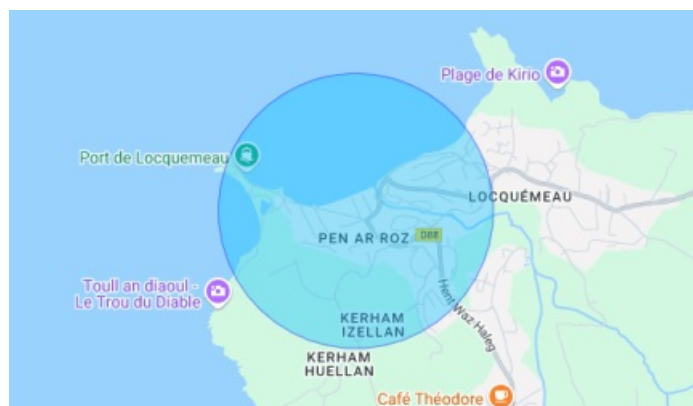 Plage de Kirio
Port de Locquemeau
LOCQUÉMEAU
PEN AR ROZ
D88
Toull an diaoul -
Le Trou du Diable
Hent Waz Haleg
KERHAM
IZELLAN
KERHAM
HUELLAN
Café Théodore